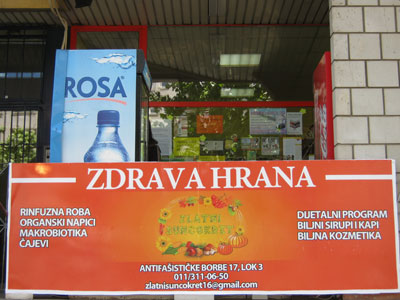 ROSA
ZDRAVA HRANA
RINFUZNA ROBA
ORGANSKI NAPICI
MAKROBIOTIKA
ČAJEVI
ZLATNI
SUNCOKRET
DIJETALNI PROGRAM
BILJNI SIRUPI I KAPI
BILJNA KOZMETIKA
ANTIFAŠISTIČKE BORBE 17, LOK 3
011/311-06-50
zlatnisuncokret16@gmail.com